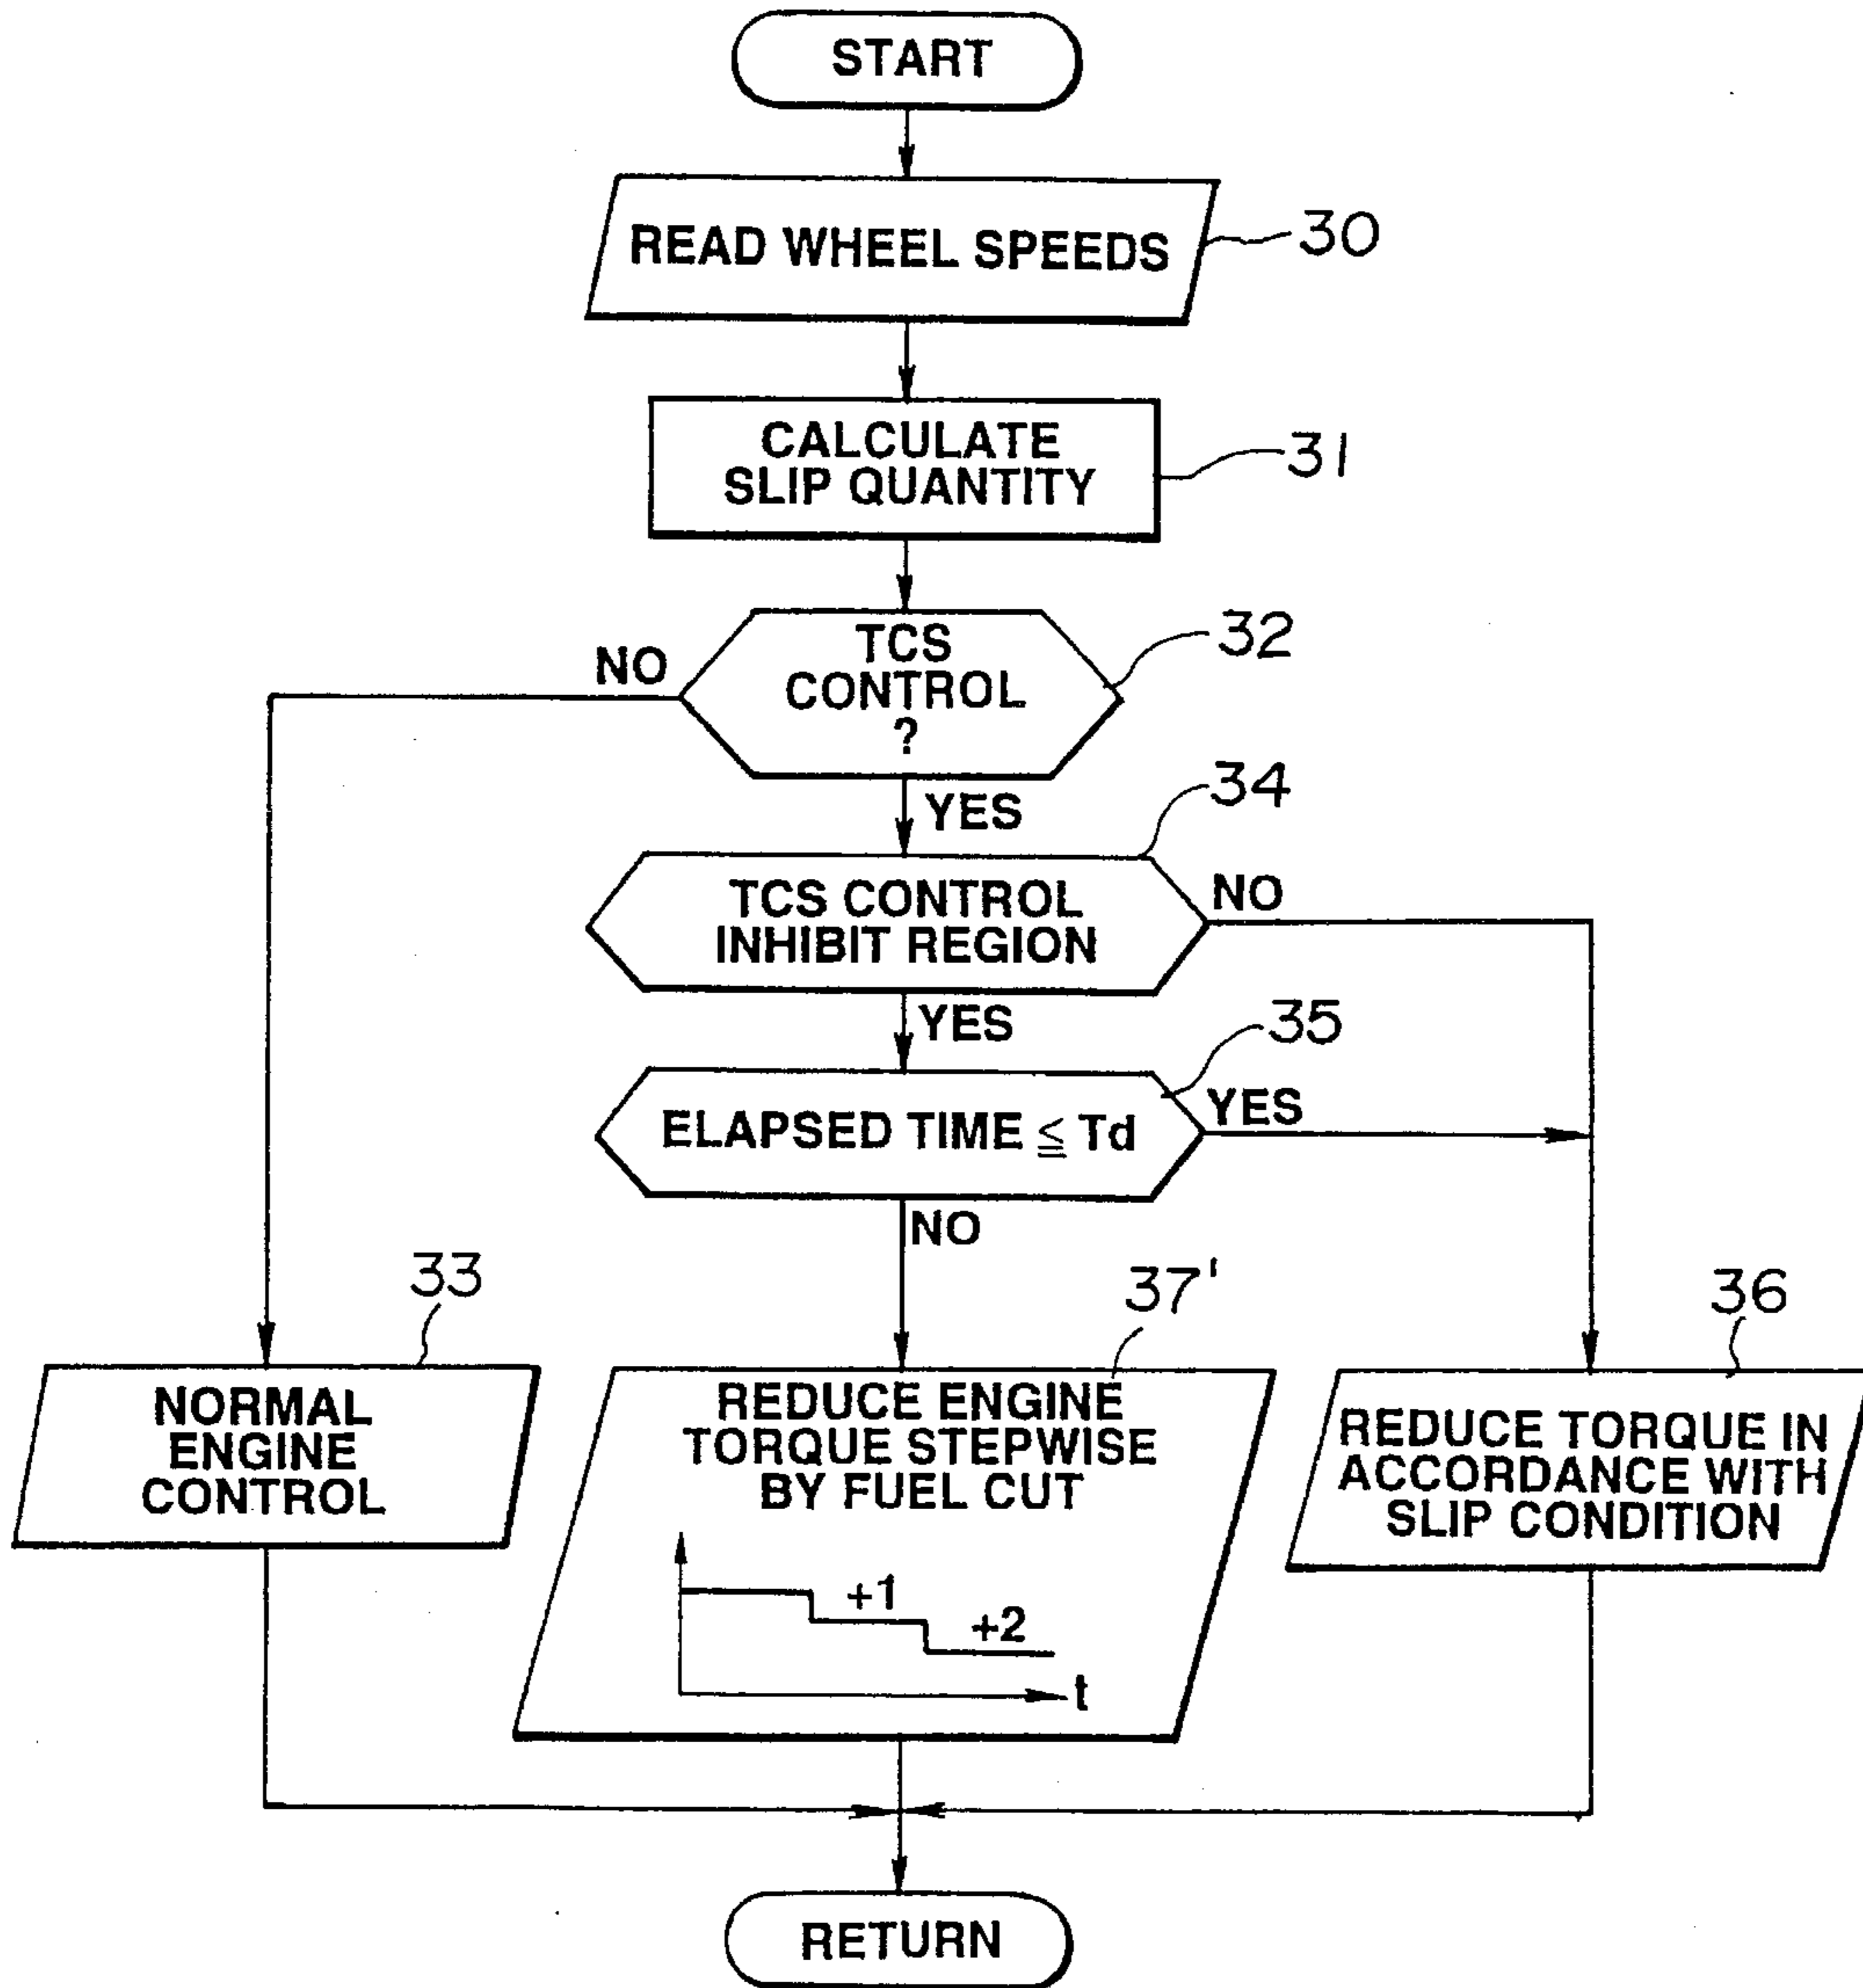 START
READ WHEEL SPEEDS
30
CALCULATE
SLIP QUANTITY
31
TCS
CONTROL
?
32
NO
YES
34
TCS CONTROL
INHIBIT REGION
NO
YES
35
ELAPSED TIME ≦ Td
YES
NO
33
NORMAL
ENGINE
CONTROL
37'
REDUCE ENGINE
TORQUE STEPWISE
BY FUEL CUT
+1
+2
t
36
REDUCE TORQUE IN
ACCORDANCE WITH
SLIP CONDITION
RETURN